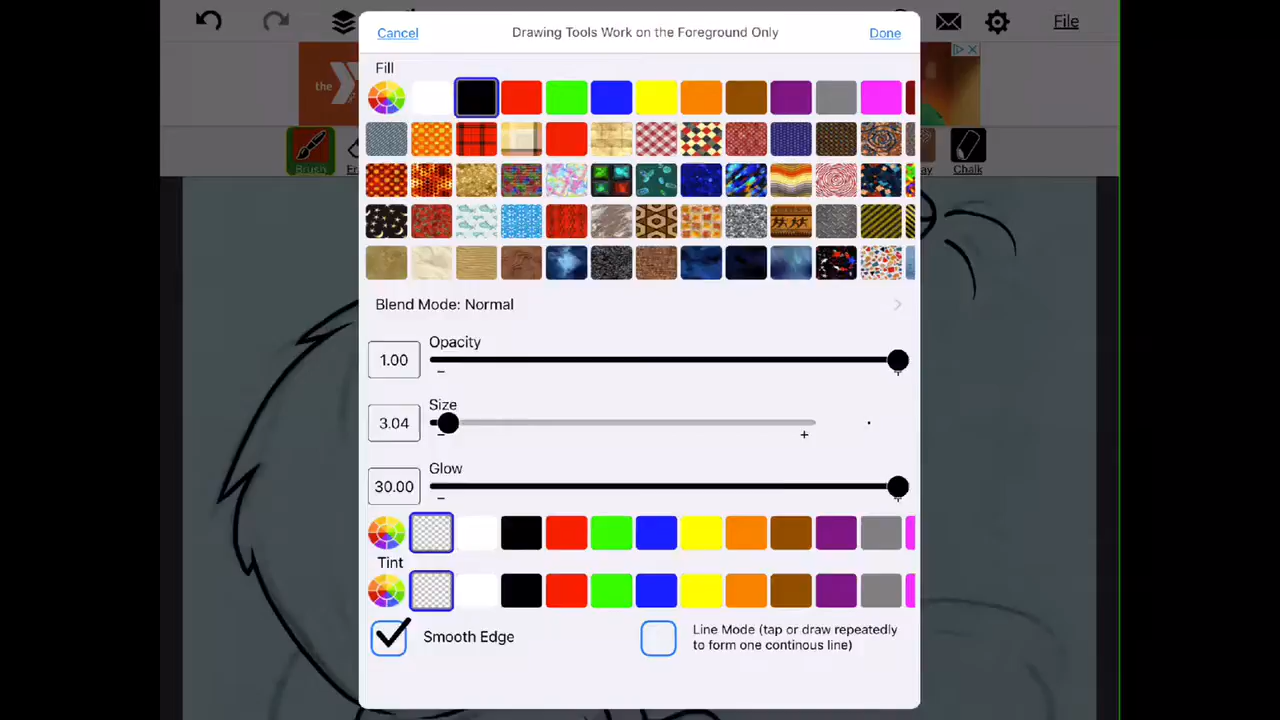 File
Cancel
Drawing Tools Work on the Foreground Only
Done
the
Fill
Brush
Chalk
Blend Mode: Normal
Opacity
1.00
Size
3.04
Glow
30.00
Tint
Smooth Edge
Line Mode (tap or draw repeatedly
to form one continous line)